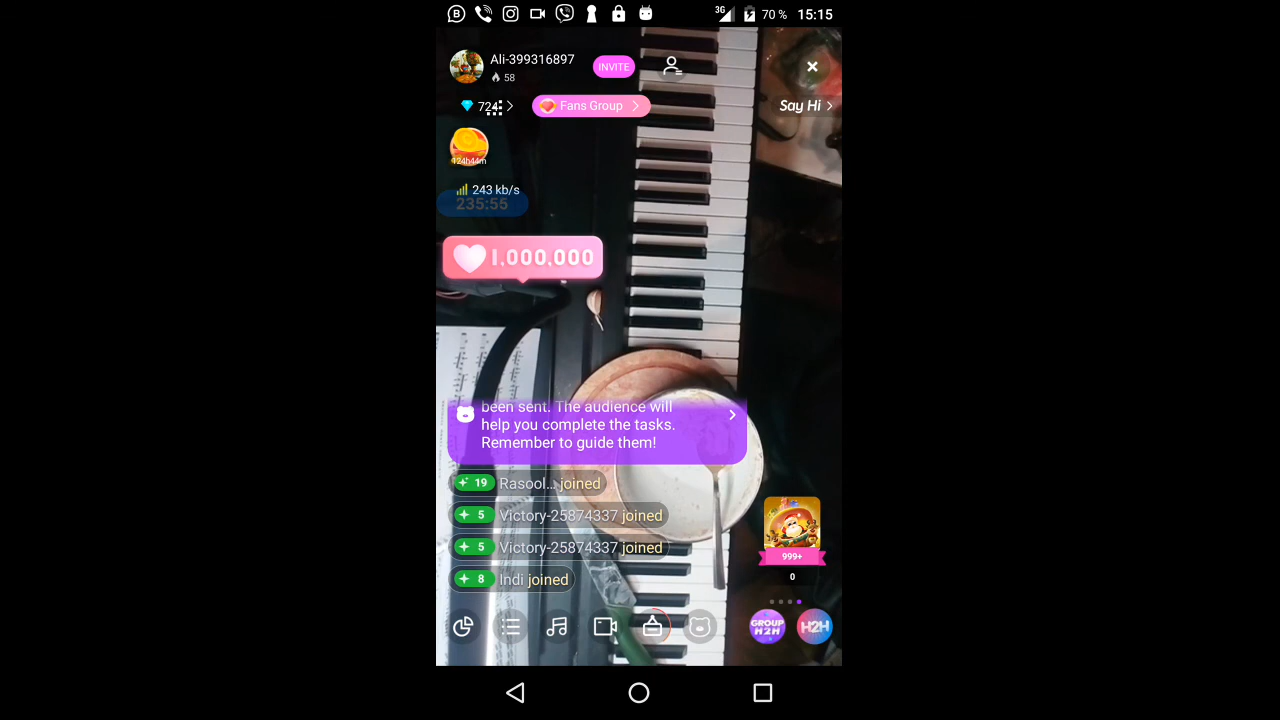 3G 70 % 15:15
Ali-399316897
58
INVITE
724
Fans Group
Say Hi
124h44m
243 kb/s
1,000,000
been sent. The audience will
help you complete the tasks.
Remember to guide them!
19 Rasool... joined
5 Victory-25874337 joined
5 Victory-25874337 joined
8 Indi joined
999+
0
GROUP
H2H
H2H